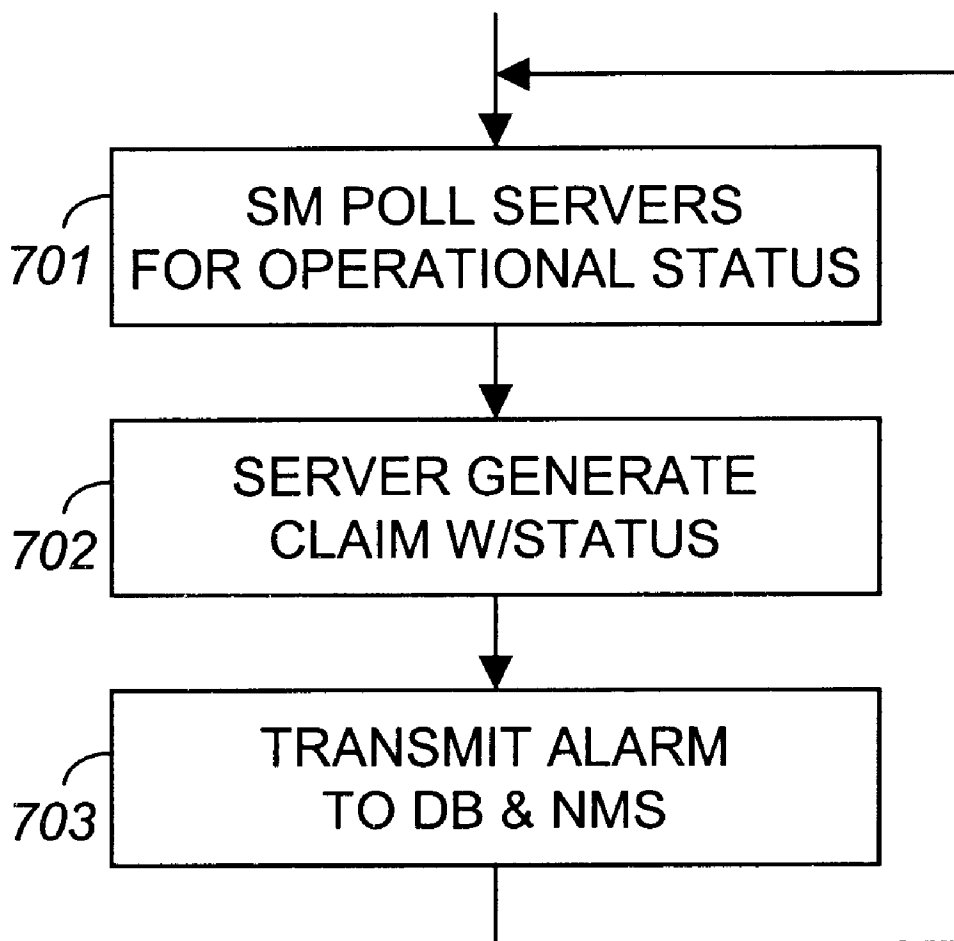 701
SM POLL SERVERS
FOR OPERATIONAL STATUS
702
SERVER GENERATE
CLAIM W/STATUS
703
TRANSMIT ALARM
TO DB & NMS